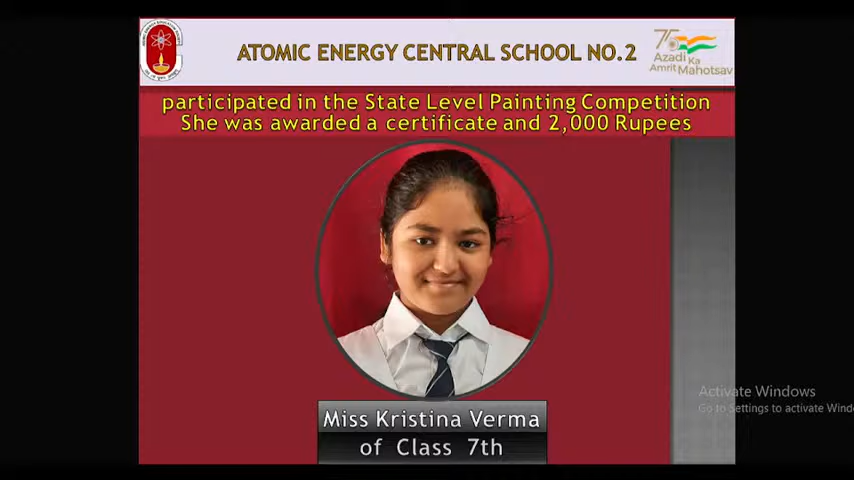 ATOMIC ENERGY CENTRAL SCHOOL NO.2
75
Azadi
Ka
Amrit Mahotsav
participated in the State Level Painting Competition
She was awarded a certificate and 2,000 Rupees
Miss Kristina Verma
of Class 7th
Activate Windows
Go to Settings to activate Wind